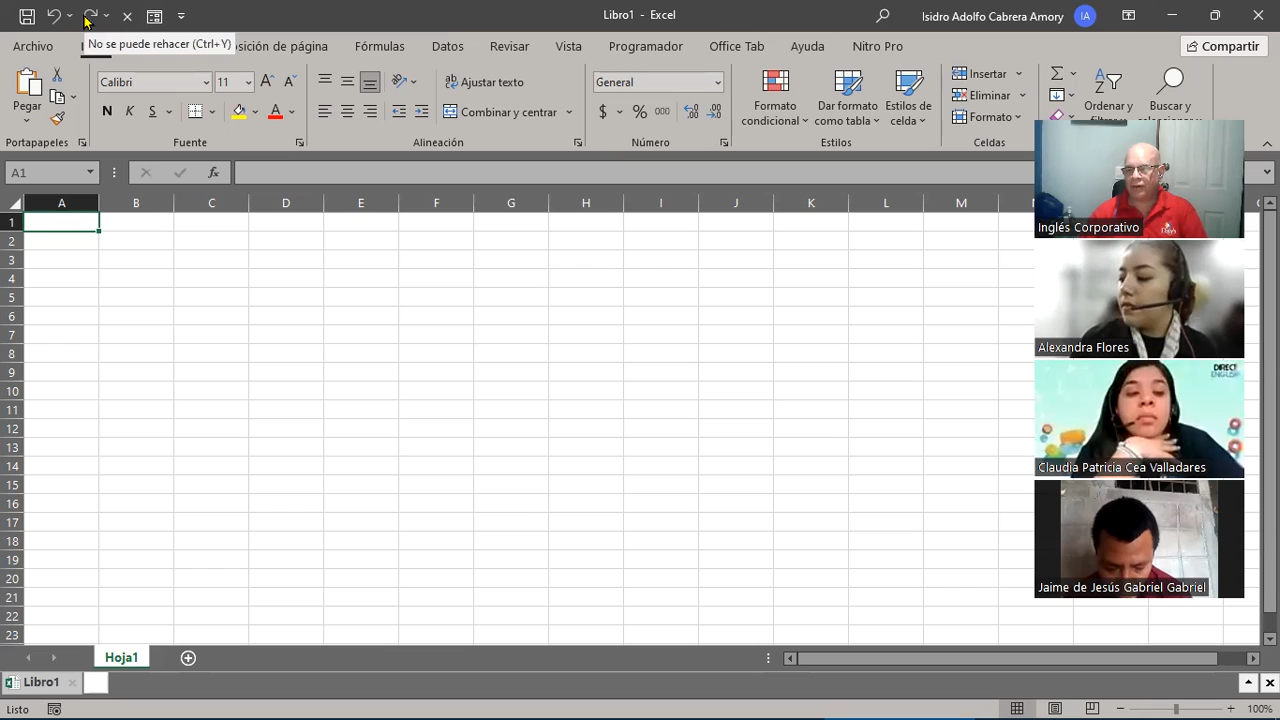 Libro1 - Excel
Isidro Adolfo Cabrera Amory
IA
No se puede rehacer (Ctrl+Y)
Archivo
sición de página
Fórmulas
Datos
Revisar
Vista
Programador
Office Tab
Ayuda
Nitro Pro
Compartir
Pegar
Calibri
11
N K S
Ajustar texto
Combinar y centrar
General
$ % 000
Formato condicional
Dar formato como tabla
Estilos de celda
Insertar
Eliminar
Formato
Ordenar y
Buscar y
Portapapeles
Fuente
Alineación
Número
Estilos
Celdas
A1
fx
A B C D E F G H I J K L M
1
2
3
4
5
6
7
8
9
10
11
12
13
14
15
16
17
18
19
20
21
22
23
Inglés Corporativo
Alexandra Flores
DIRECT
ENGLISH
Claudia Patricia Cea Valladares
Jaime de Jesús Gabriel Gabriel
Hoja1
Libro1
Listo
100%